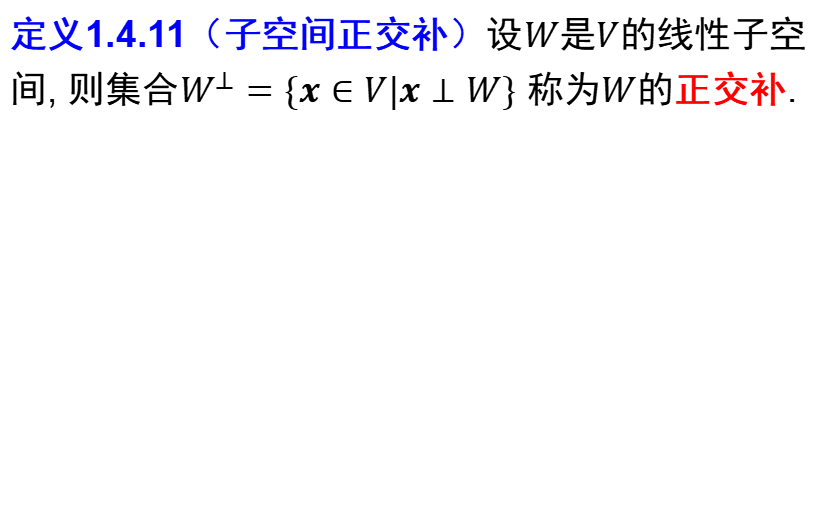 定义1.4.11（子空间正交补）设𝑊是𝑉的线性子空
间, 则集合𝑊⊥ = {𝒙 ∈ 𝑉|𝒙 ⊥ 𝑊} 称为𝑊的正交补.